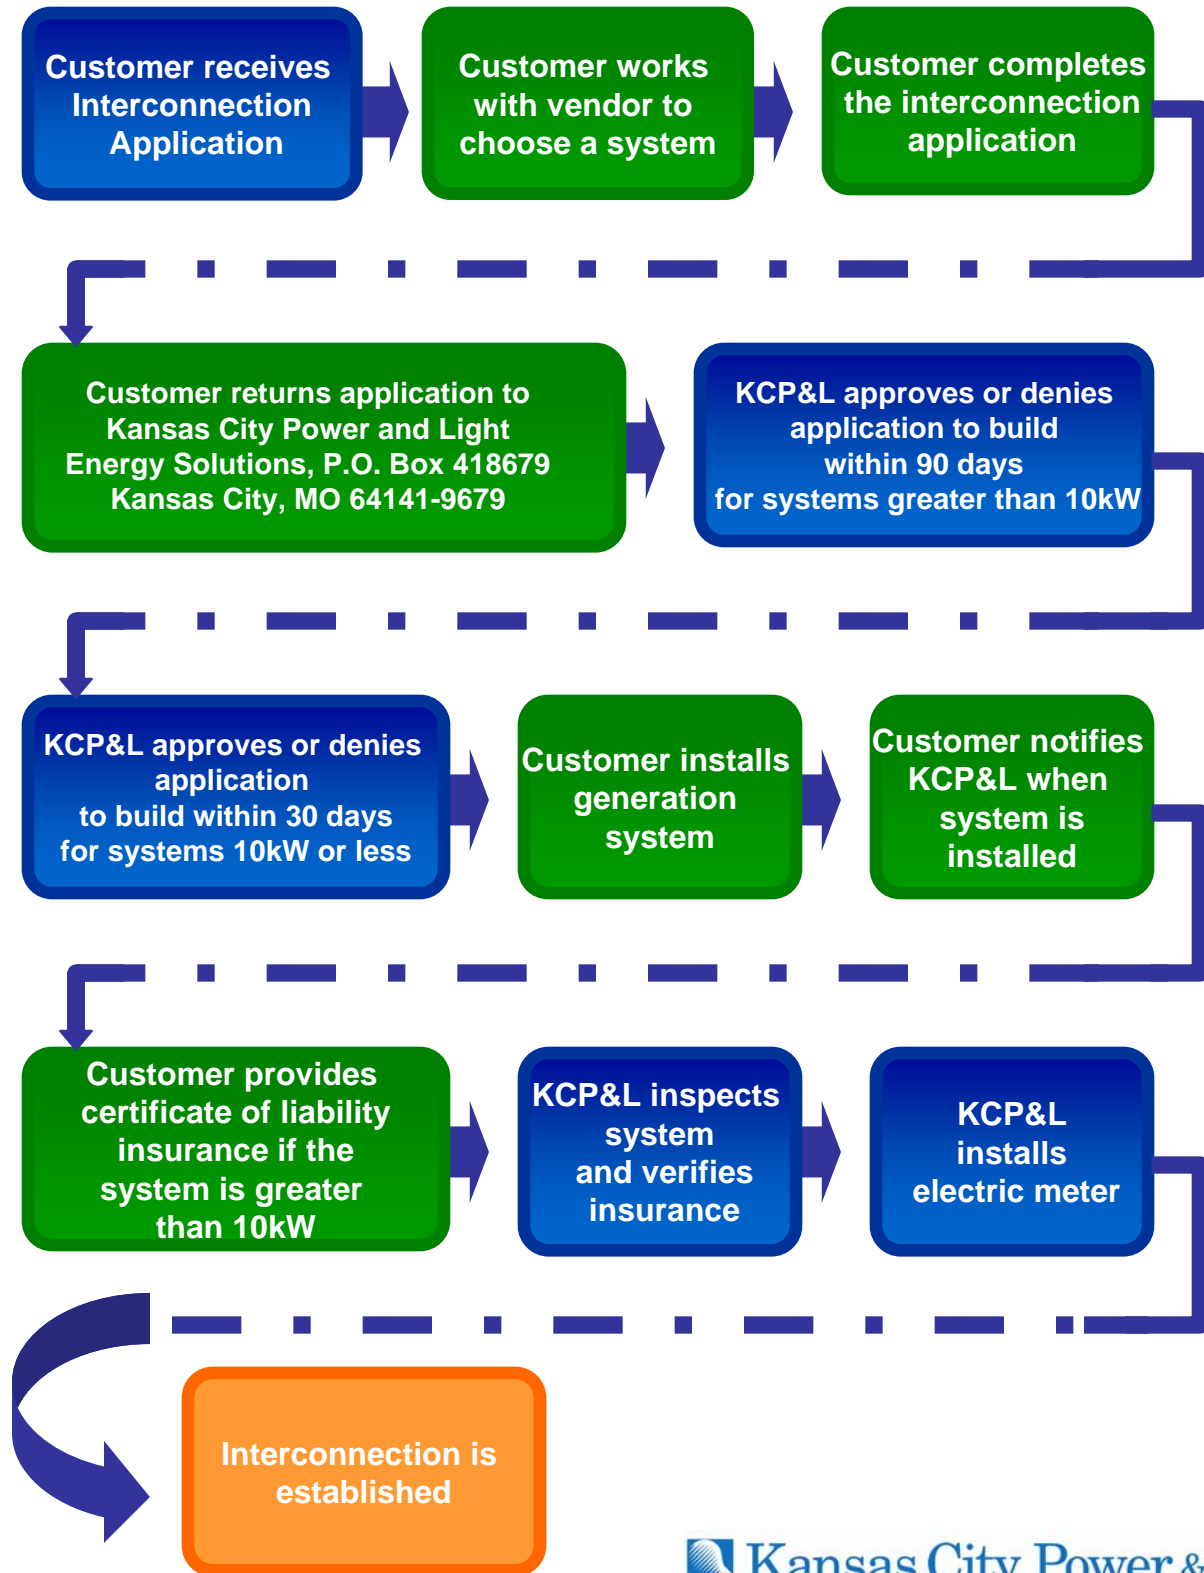 Customer receives
Interconnection
Application
Customer works
with vendor to
choose a system
Customer completes
the interconnection
application
Customer returns application to
Kansas City Power and Light
Energy Solutions, P.O. Box 418679
Kansas City, MO 64141-9679
KCP&L approves or denies
application to build
within 90 days
for systems greater than 10kW
KCP&L approves or denies
application
to build within 30 days
for systems 10kW or less
Customer installs
generation
system
Customer notifies
KCP&L when
system is
installed
Customer provides
certificate of liability
insurance if the
system is greater
than 10kW
KCP&L inspects
system
and verifies
insurance
KCP&L
installs
electric meter
Interconnection is
established
Kansas City Power &